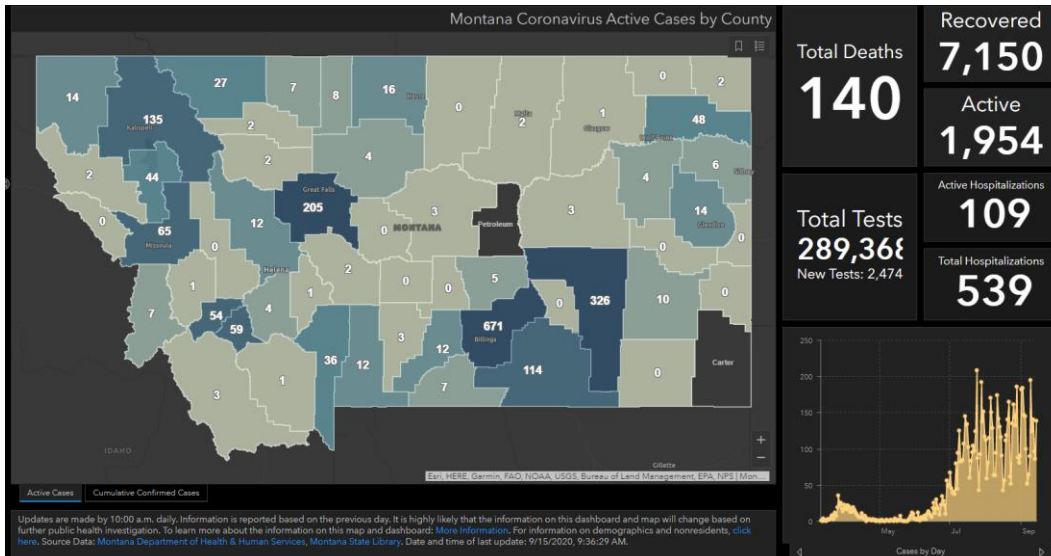 Montana Coronavirus Active Cases by County
14
135
Kalispell
27
7
8
16
Havre
0
Malta
2
1
Glasgow
0
2
48
Wolf Point
2
2
4
2
44
4
6
Sidney
14
Glendive
0
0
65
Missoula
12
Great Falls
205
3
0
MONTANA
Petroleum
3
0
0
Helena
2
0
0
5
326
0
10
0
1
1
7
54
59
4
671
Billings
3
12
7
114
36
12
0
Carter
3
1
IDAHO
Gillette
+
−
Esri, HERE, Garmin, FAO, NOAA, USGS, Bureau of Land Management, EPA, NPS | Mon...
Active Cases
Cumulative Confirmed Cases
Updates are made by 10:00 a.m. daily. Information is reported based on the previous day. It is highly likely that the information on this dashboard and map will change based on
further public health investigation. To learn more about the information on this map and dashboard: More Information. For information on demographics and nonresidents, click
here. Source Data: Montana Department of Health & Human Services, Montana State Library. Date and time of last update: 9/15/2020, 9:36:29 AM.
Total Deaths
140
Recovered
7,150
Active
1,954
Total Tests
289,368
New Tests: 2,474
Active Hospitalizations
109
Total Hospitalizations
539
250
200
150
100
50
0
May
Jul
Sep
Cases by Day